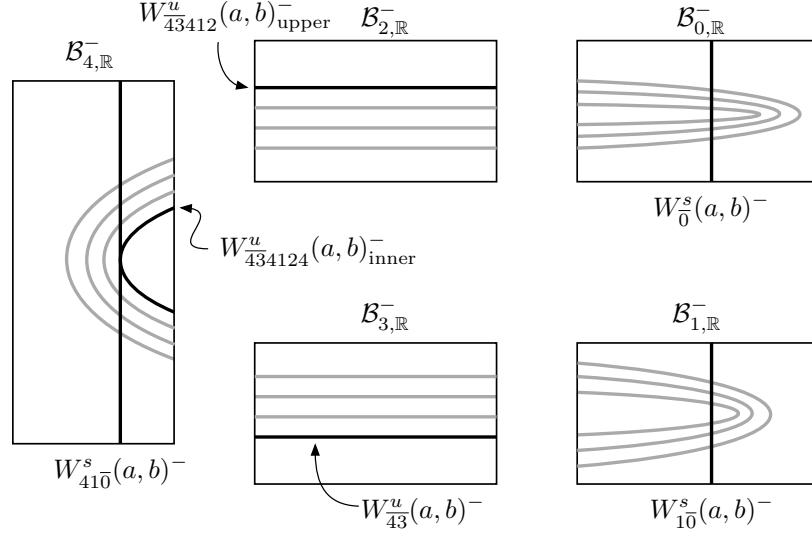 W^u_{\overline{43}412}(a, b)^-_{upper}
\mathcal{B}^-_{2,\mathbb{R}}
\mathcal{B}^-_{0,\mathbb{R}}
\mathcal{B}^-_{4,\mathbb{R}}
W^s_{\overline{0}}(a, b)^-
W^u_{\overline{43}4124}(a, b)^-_{inner}
\mathcal{B}^-_{3,\mathbb{R}}
\mathcal{B}^-_{1,\mathbb{R}}
W^s_{41\overline{0}}(a, b)^-
W^u_{\overline{43}}(a, b)^-
W^s_{1\overline{0}}(a, b)^-